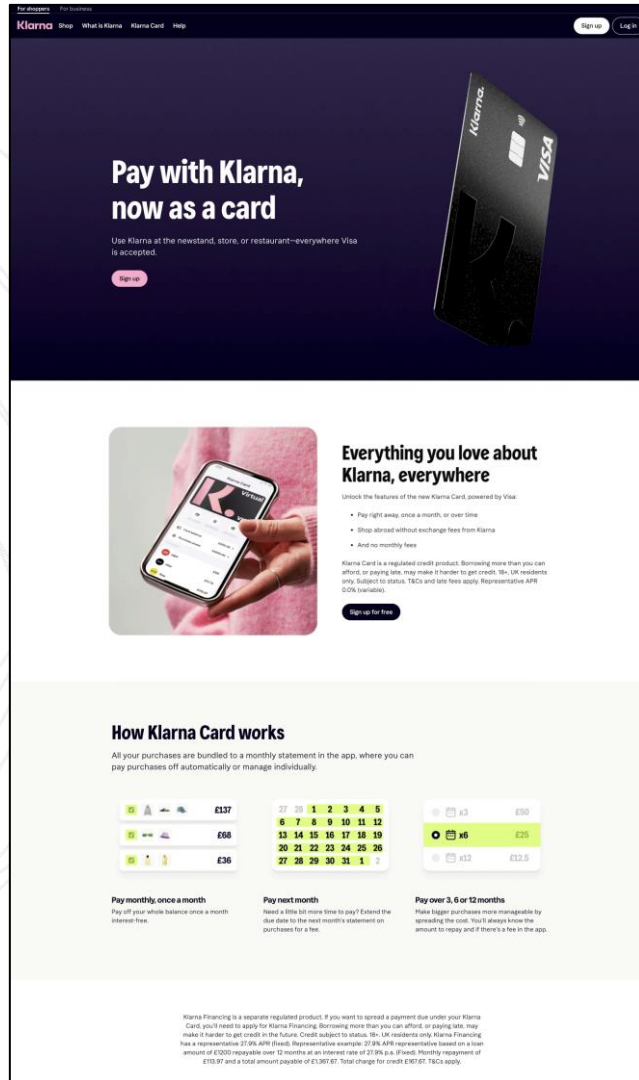 For shoppers For business
Klarna Shop What is Klarna Klarna Card Help Sign up Log in
Klarna.
VISA
Pay with Klarna,
now as a card
Use Klarna at the newstand, store, or restaurant—everywhere Visa
is accepted.
Sign up
Klarna Card
K. Virtual
Everything you love about
Klarna, everywhere
Unlock the features of the new Klarna Card, powered by Visa:
• Pay right away, once a month, or over time
• Shop abroad without exchange fees from Klarna
• And no monthly fees
Klarna Card is a regulated credit product. Borrowing more than you can
afford, or paying late, may make it harder to get credit. 18+, UK residents
only. Subject to status. T&Cs and late fees apply. Representative APR
0.0% (variable).
Sign up for free
How Klarna Card works
All your purchases are bundled to a monthly statement in the app, where you can
pay purchases off automatically or manage individually.
£137
£68
£36
27 28 1 2 3 4 5
6 7 8 9 10 11 12
13 14 15 16 17 18 19
20 21 22 23 24 25 26
27 28 29 30 31 1 2
x3 £50
x6 £25
x12 £12.5
Pay monthly, once a month
Pay off your whole balance once a month
interest-free.
Pay next month
Need a little bit more time to pay? Extend the
due date to the next month's statement on
purchases for a fee.
Pay over 3, 6 or 12 months
Make bigger purchases more manageable by
spreading the cost. You'll always know the
amount to repay and if there's a fee in the app.
Klarna Financing is a separate regulated product. If you want to spread a payment due under your Klarna
Card, you'll need to apply for Klarna Financing. Borrowing more than you can afford, or paying late, may
make it harder to get credit in the future. Credit subject to status. 18+. UK residents only. Klarna Financing
has a representative 27.9% APR (fixed). Representative example: 27.9% APR representative based on a loan
amount of £1200 repayable over 12 months at an interest rate of 27.9% p.a. (Fixed). Monthly repayment of
£113.97 and a total amount payable of £1,367.67. Total charge for credit £167.67. T&Cs apply.